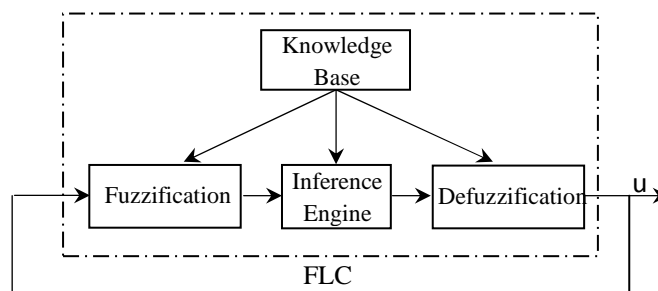 Knowledge
Base
Fuzzification
Inference
Engine
Defuzzification
u
FLC